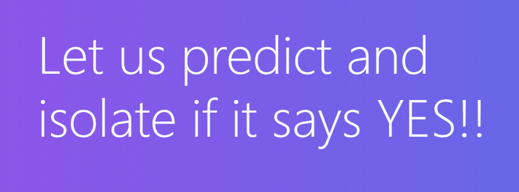 Let us predict and
isolate if it says YES!!